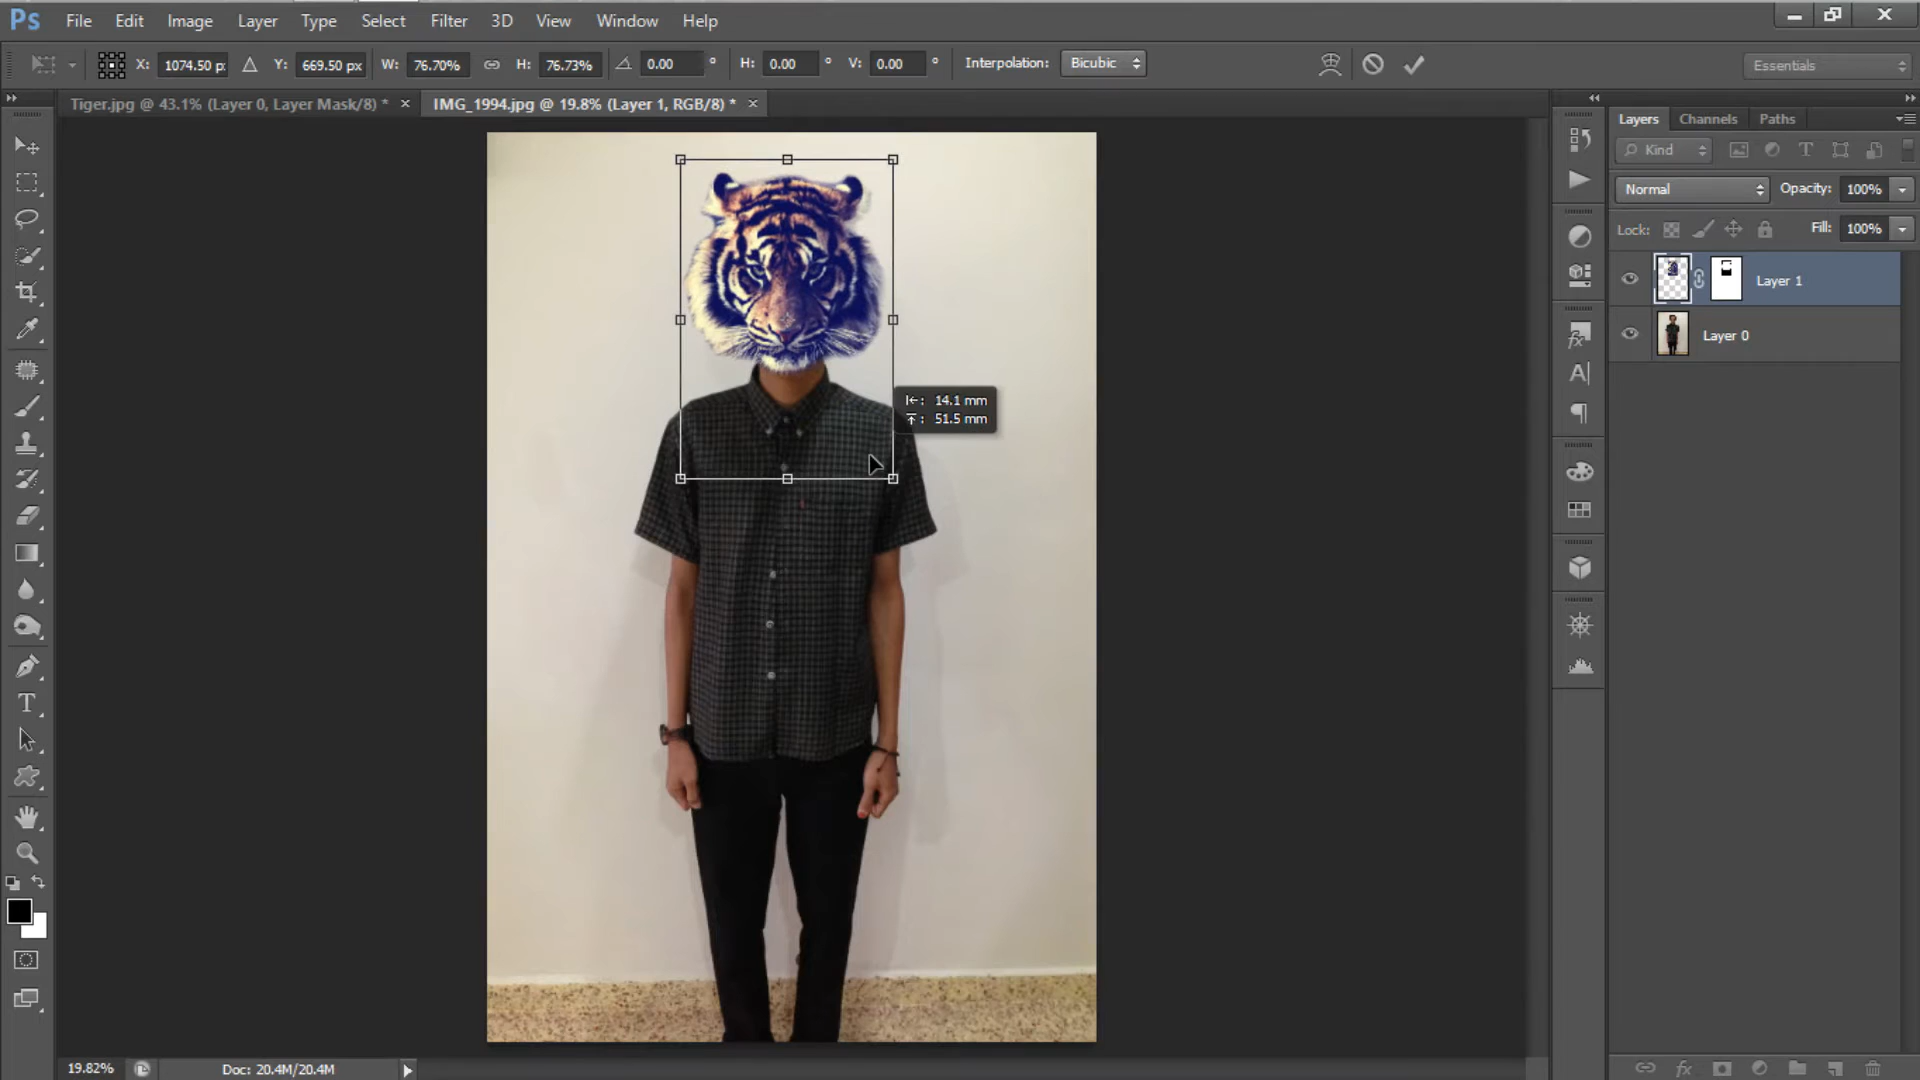 Ps File Edit Image Layer Type Select Filter 3D View Window Help
X: 1074.50 p Y: 669.50 px W: 76.70% H: 76.73% 0.00 ° H: 0.00 ° V: 0.00 ° Interpolation: Bicubic Essentials
Tiger.jpg @ 43.1% (Layer 0, Layer Mask/8) * × IMG_1994.jpg @ 19.8% (Layer 1, RGB/8) * ×
Layers Channels Paths
Kind
Normal Opacity: 100%
Lock: Fill: 100%
Layer 1
Layer 0
14.1 mm
51.5 mm
19.82% Doc: 20.4M/20.4M